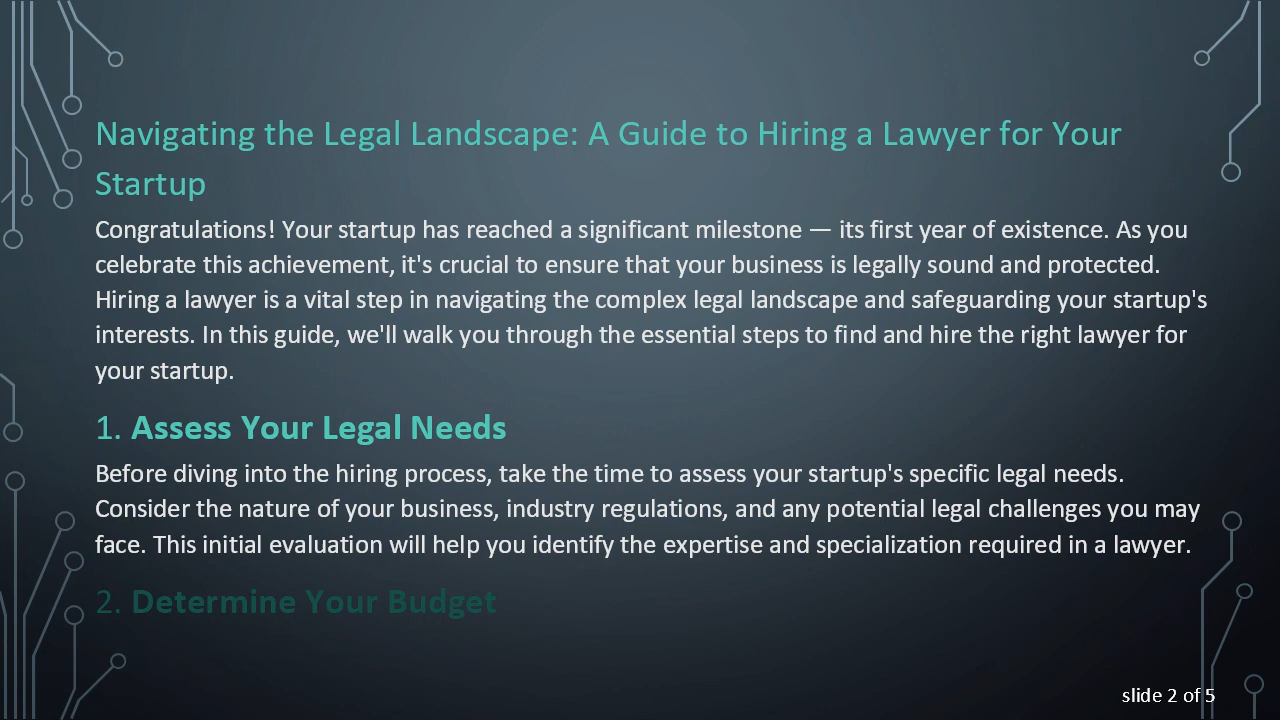 Navigating the Legal Landscape: A Guide to Hiring a Lawyer for Your
Startup
Congratulations! Your startup has reached a significant milestone — its first year of existence. As you
celebrate this achievement, it's crucial to ensure that your business is legally sound and protected.
Hiring a lawyer is a vital step in navigating the complex legal landscape and safeguarding your startup's
interests. In this guide, we'll walk you through the essential steps to find and hire the right lawyer for
your startup.
1. Assess Your Legal Needs
Before diving into the hiring process, take the time to assess your startup's specific legal needs.
Consider the nature of your business, industry regulations, and any potential legal challenges you may
face. This initial evaluation will help you identify the expertise and specialization required in a lawyer.
2. Determine Your Budget
slide 2 of 5